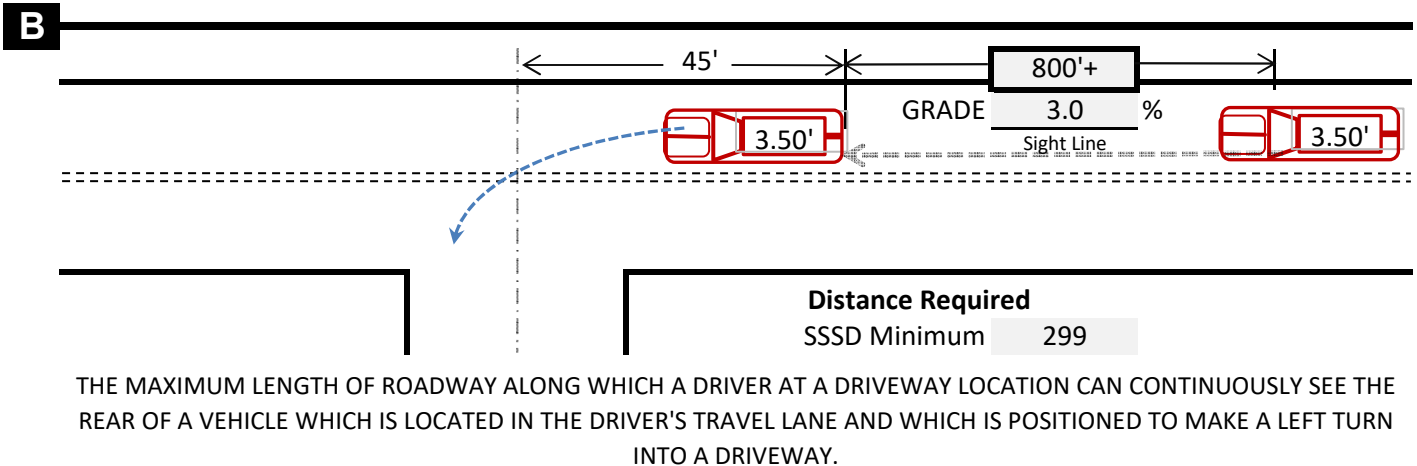 B
45' 800'+
GRADE 3.0 %
3.50' Sight Line 3.50'
Distance Required
SSSD Minimum 299
THE MAXIMUM LENGTH OF ROADWAY ALONG WHICH A DRIVER AT A DRIVEWAY LOCATION CAN CONTINUOUSLY SEE THE
REAR OF A VEHICLE WHICH IS LOCATED IN THE DRIVER'S TRAVEL LANE AND WHICH IS POSITIONED TO MAKE A LEFT TURN
INTO A DRIVEWAY.